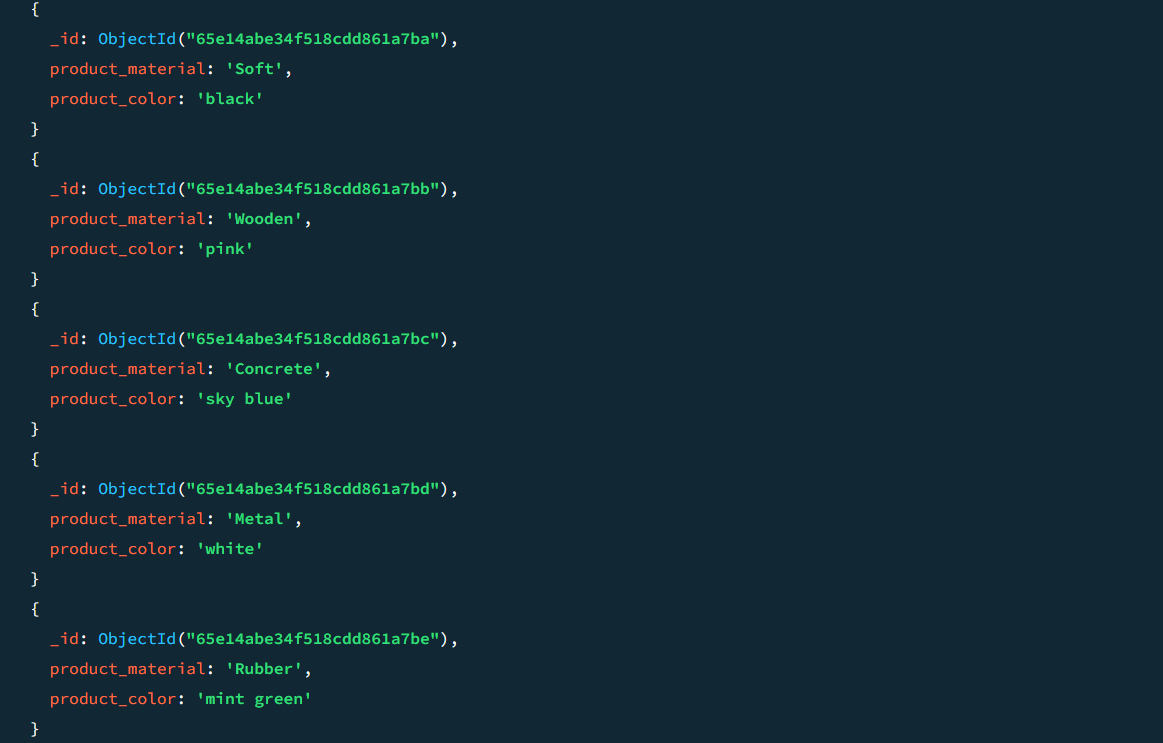 {
_id: ObjectId("65e14abe34f518cdd861a7ba"),
product_material: 'Soft',
product_color: 'black'
}
{
_id: ObjectId("65e14abe34f518cdd861a7bb"),
product_material: 'Wooden',
product_color: 'pink'
}
{
_id: ObjectId("65e14abe34f518cdd861a7bc"),
product_material: 'Concrete',
product_color: 'sky blue'
}
{
_id: ObjectId("65e14abe34f518cdd861a7bd"),
product_material: 'Metal',
product_color: 'white'
}
{
_id: ObjectId("65e14abe34f518cdd861a7be"),
product_material: 'Rubber',
product_color: 'mint green'
}